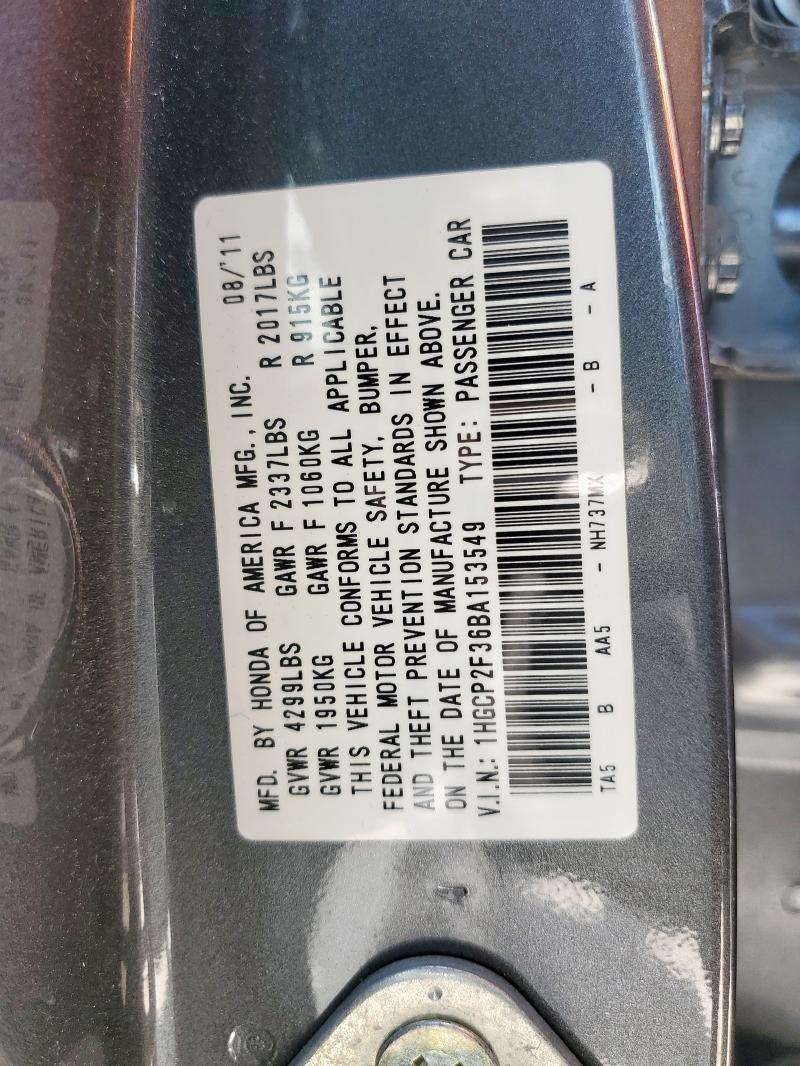 MFD. BY HONDA OF AMERICA MFG., INC. 08/'11
GVWR 4299LBS GAWR F 2337LBS R 2017LBS
GVWR 1950KG GAWR F 1060KG R 915KG
THIS VEHICLE CONFORMS TO ALL APPLICABLE
FEDERAL MOTOR VEHICLE SAFETY, BUMPER,
AND THEFT PREVENTION STANDARDS IN EFFECT
ON THE DATE OF MANUFACTURE SHOWN ABOVE.
V.I.N.: 1HGCP2F36BA153549 TYPE: PASSENGER CAR
TA5 B AA5 - NH737MX - B - A